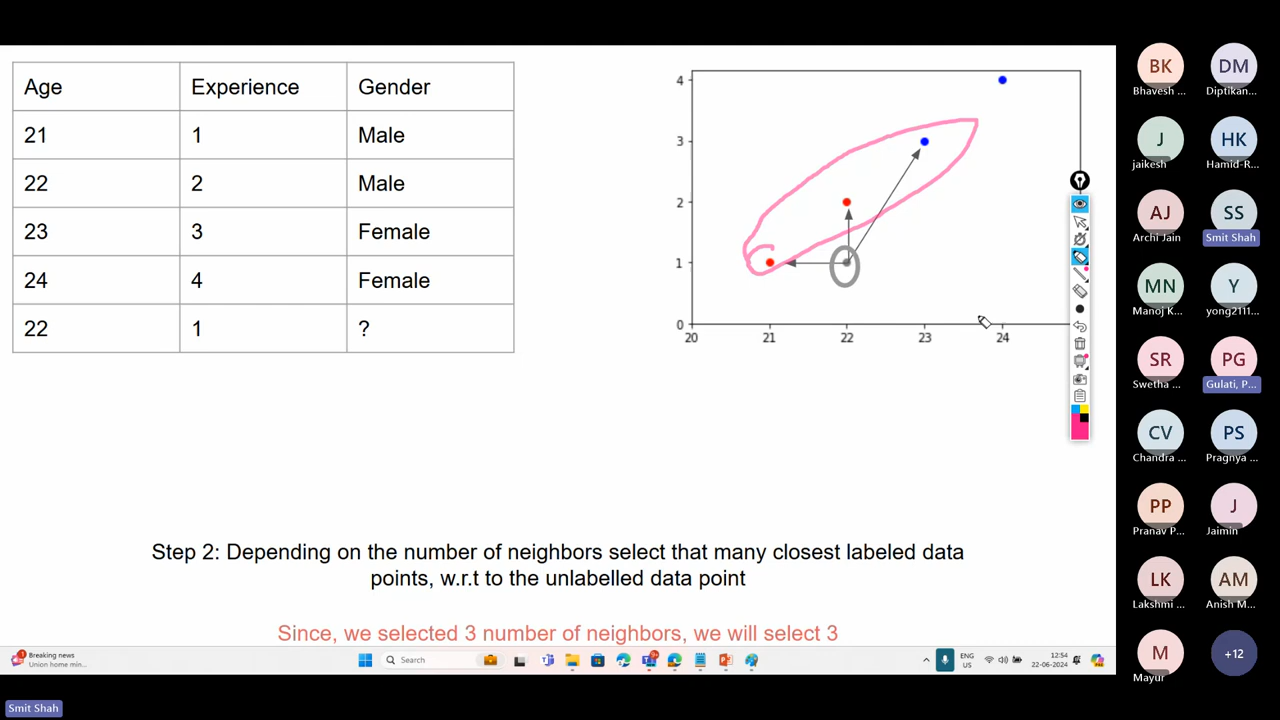 Age Experience Gender
21 1 Male
22 2 Male
23 3 Female
24 4 Female
22 1 ?
4
3
2
1
0
20 21 22 23 24
Step 2: Depending on the number of neighbors select that many closest labeled data
points, w.r.t to the unlabelled data point
Since, we selected 3 number of neighbors, we will select 3
BK DM
Bhavesh ... Diptikan...
J HK
jaikesh Hamid-R...
AJ SS
Archi Jain Smit Shah
MN Y
Manoj K... yong2111...
SR PG
Swetha ... Gulati, P...
CV PS
Chandra ... Pragnya ...
PP J
Pranav P... Jaimin
LK AM
Lakshmi ... Anish M...
M +12
Mayur
Breaking news
Union home min...
Search
ENG
US
12:54
22-06-2024
Smit Shah